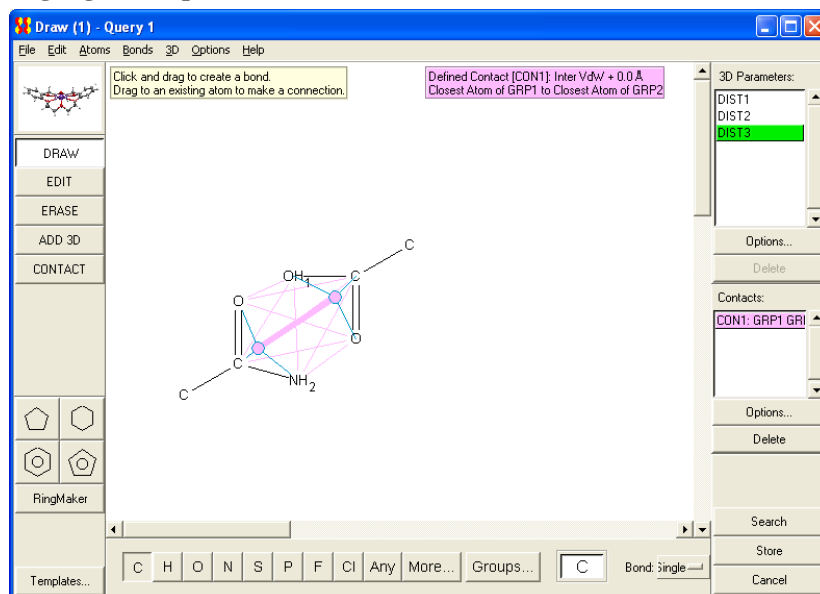 Draw (1) - Query 1
File Edit Atoms Bonds 3D Options Help
Click and drag to create a bond.
Drag to an existing atom to make a connection.
Defined Contact [CON1]: Inter VdW + 0.0 Å
Closest Atom of GRP1 to Closest Atom of GRP2
3D Parameters:
DIST1
DIST2
DIST3
DRAW
EDIT
ERASE
ADD 3D
CONTACT
Options...
Delete
Contacts:
CON1: GRP1 GRI
Options...
Delete
C
OH1
C
O
O
C
NH2
C
RingMaker
Templates...
C H O N S P F Cl Any More... Groups... C Bond: Single
Search
Store
Cancel